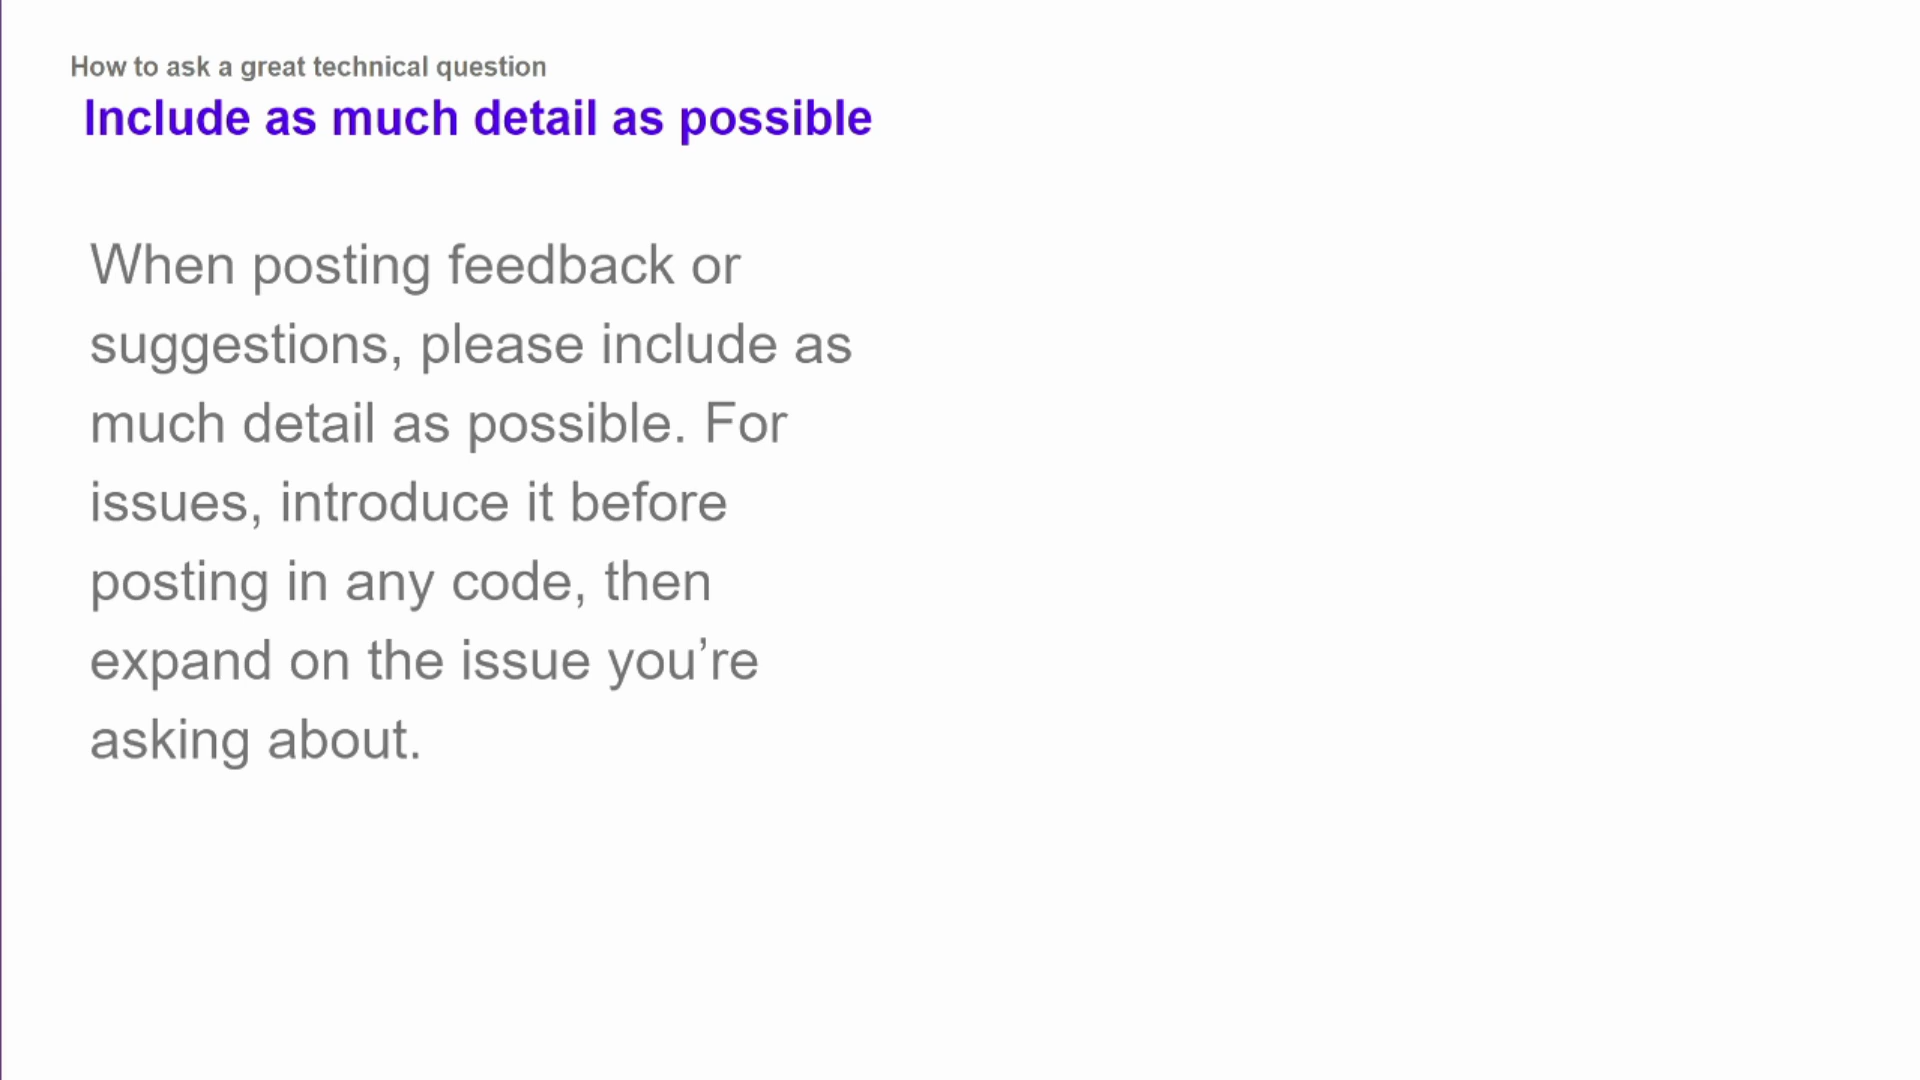 How to ask a great technical question
Include as much detail as possible
When posting feedback or
suggestions, please include as
much detail as possible. For
issues, introduce it before
posting in any code, then
expand on the issue you’re
asking about.